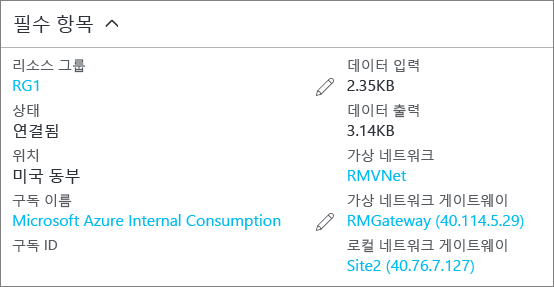 필수 항목
리소스 그룹
RG1
상태
연결됨
위치
미국 동부
구독 이름
Microsoft Azure Internal Consumption
구독 ID
데이터 입력
2.35KB
데이터 출력
3.14KB
가상 네트워크
RMVNet
가상 네트워크 게이트웨이
RMGateway (40.114.5.29)
로컬 네트워크 게이트웨이
Site2 (40.76.7.127)